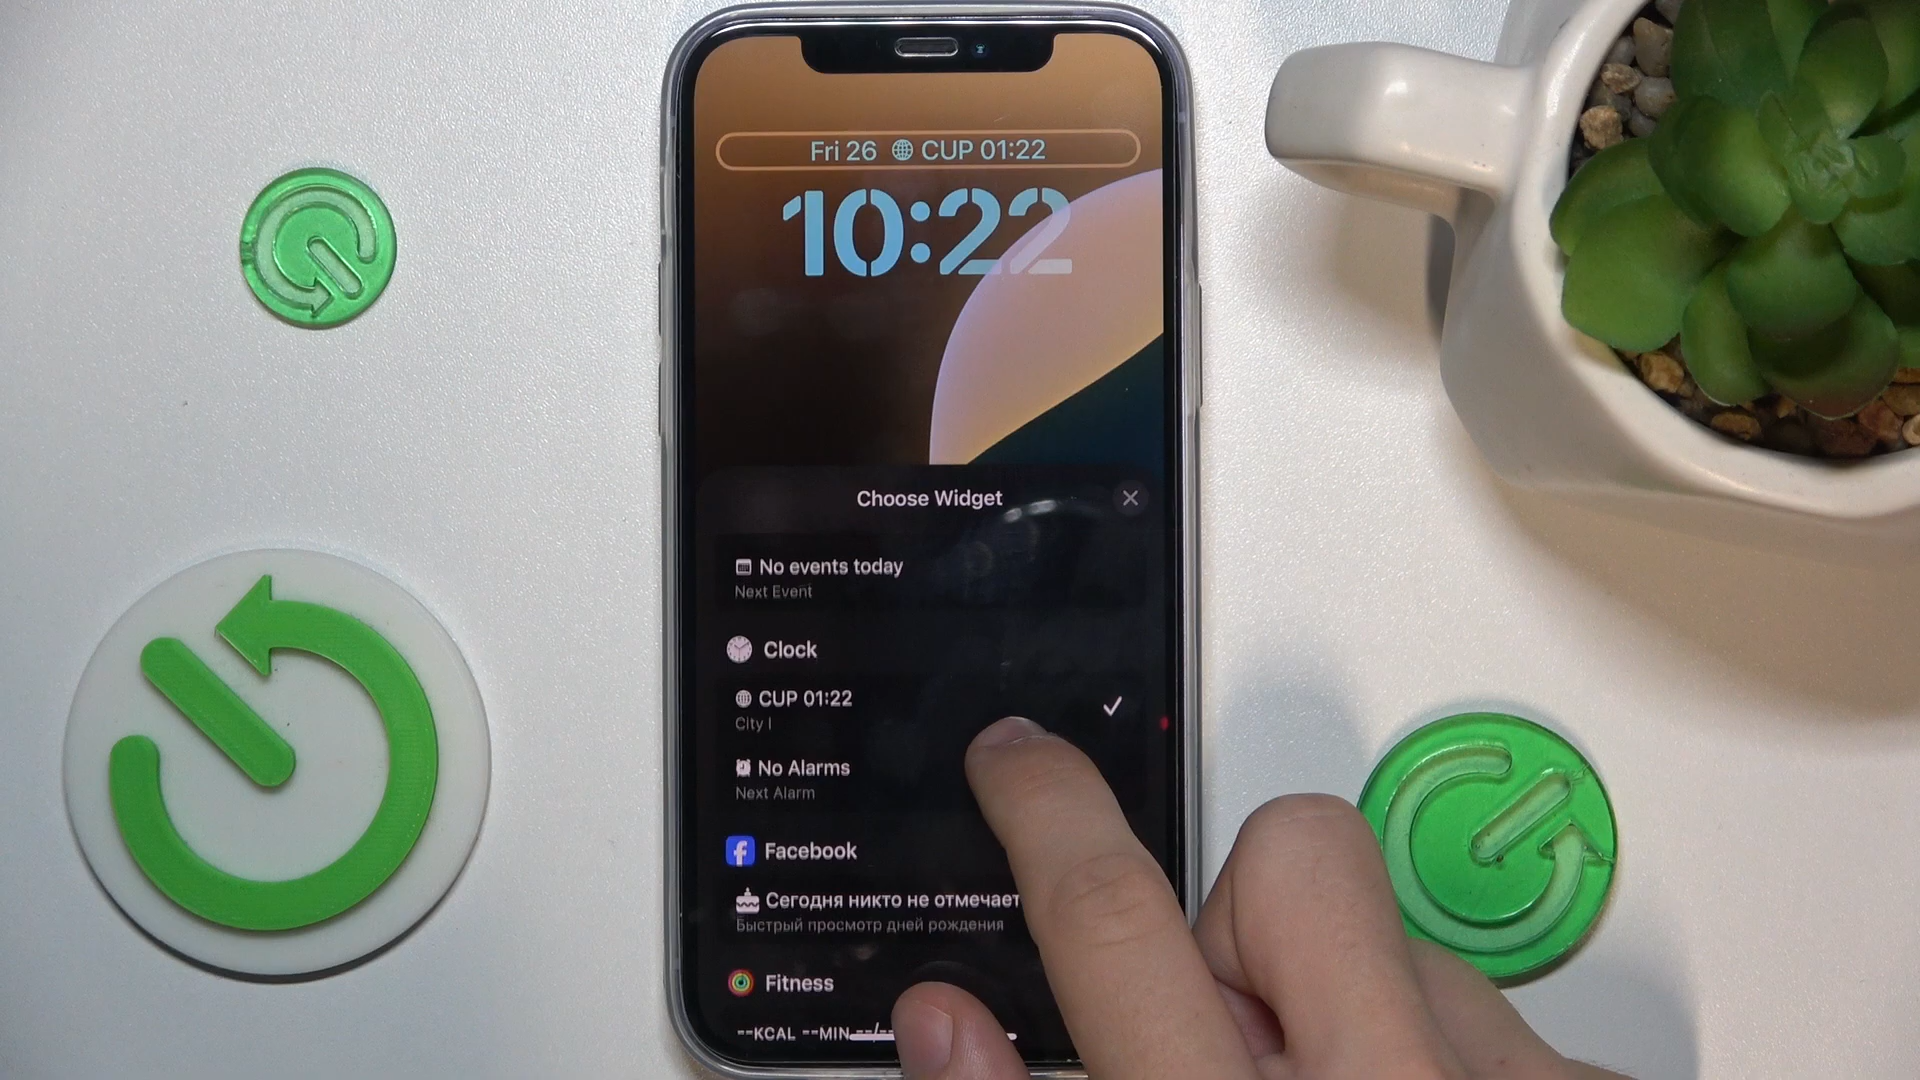 Fri 26 CUP 01:22
10:22
Choose Widget
No events today
Next Event
Clock
CUP 01:22
City I
No Alarms
Next Alarm
Facebook
Сегодня никто не отмечает
Быстрый просмотр дней рождения
Fitness
--KCAL --MIN --/--